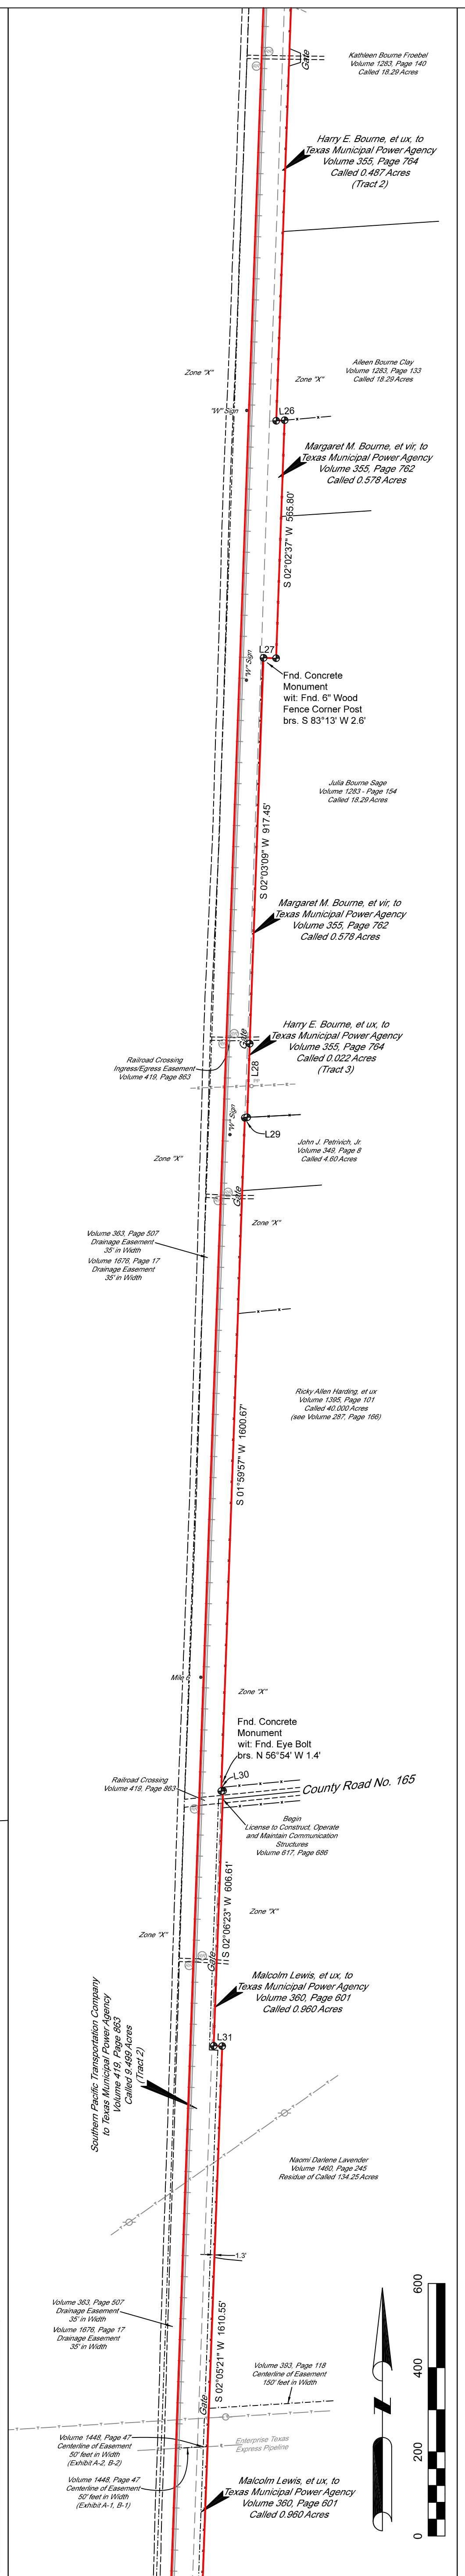 Gate
Kathleen Bourne Froebel
Volume 1283, Page 140
Called 18.29 Acres
Harry E. Bourne, et ux, to
Texas Municipal Power Agency
Volume 355, Page 764
Called 0.487 Acres
(Tract 2)
Zone "X"
Aileen Bourne Clay
Volume 1283, Page 133
Called 18.29 Acres
Zone "X"
"W" Sign
L26
Margaret M. Bourne, et vir, to
Texas Municipal Power Agency
Volume 355, Page 762
Called 0.578 Acres
S 02°02'37" W  565.80'
L27
"W" Sign
Fnd. Concrete
Monument
wit: Fnd. 6" Wood
Fence Corner Post
brs. S 83°13' W 2.6'
Julia Bourne Sage
Volume 1283 - Page 154
Called 18.29 Acres
S 02°03'09" W  917.45'
Margaret M. Bourne, et vir, to
Texas Municipal Power Agency
Volume 355, Page 762
Called 0.578 Acres
Harry E. Bourne, et ux, to
Texas Municipal Power Agency
Volume 355, Page 764
Called 0.022 Acres
(Tract 3)
Gate
Railroad Crossing
Ingress/Egress Easement
Volume 419, Page 863
L28
PP
"W" Sign
L29
John J. Petrivich, Jr.
Volume 349, Page 8
Called 4.60 Acres
Zone "X"
Gate
Zone "X"
Volume 363, Page 507
Drainage Easement
35' in Width
Volume 1676, Page 17
Drainage Easement
35' in Width
Ricky Allen Harding, et ux
Volume 1395, Page 101
Called 40.000 Acres
(see Volume 287, Page 166)
S 01°59'57" W  1600.67'
Zone "X"
Fnd. Concrete
Monument
wit: Fnd. Eye Bolt
brs. N 56°54' W 1.4'
L30
Railroad Crossing
Volume 419, Page 863
County Road No. 165
Begin
License to Construct, Operate
and Maintain Communication
Structures
Volume 617, Page 686
S 02°06'23" W  606.61'
Zone "X"
Zone "X"
Gate
Malcolm Lewis, et ux, to
Texas Municipal Power Agency
Volume 360, Page 601
Called 0.960 Acres
L31
Southern Pacific Transportation Company
to Texas Municipal Power Agency
Volume 419, Page 863
Called 9.499 Acres
(Tract 2)
Naomi Darlene Lavender
Volume 1460, Page 245
Residue of Called 134.25 Acres
1.3'
S 02°05'21" W  1610.55'
Volume 363, Page 507
Drainage Easement
35' in Width
Volume 1676, Page 17
Drainage Easement
35' in Width
Volume 393, Page 118
Centerline of Easement
150' feet in Width
Gate
Enterprise Texas
Express Pipeline
Volume 1448, Page 47
Centerline of Easement
50' feet in Width
(Exhibit A-2, B-2)
Volume 1448, Page 47
Centerline of Easement
50' feet in Width
(Exhibit A-1, B-1)
Malcolm Lewis, et ux, to
Texas Municipal Power Agency
Volume 360, Page 601
Called 0.960 Acres
N
0
200
400
600